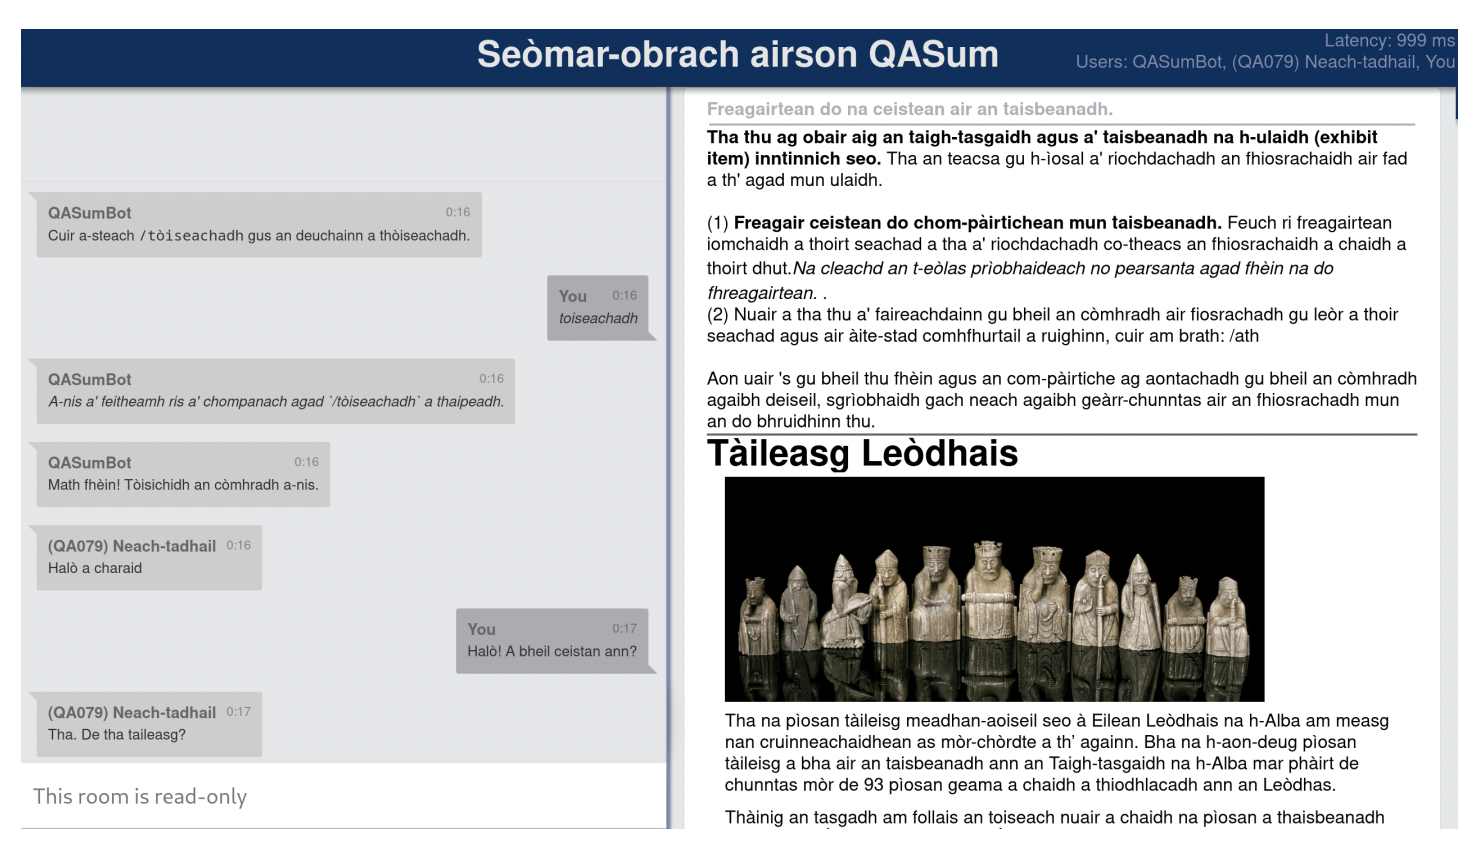 Seòmar-obrach airson QASum
Latency: 999 ms
Users: QASumBot, (QA079) Neach-tadhail, You
QASumBot 0:16
Cuir a-steach /tòiseachadh gus an deuchainn a thòiseachadh.
You 0:16
toiseachadh
QASumBot 0:16
A-nis a' feitheamh ris a' chompanach agad `/tòiseachadh` a thaipeadh.
QASumBot 0:16
Math fhèin! Tòisichidh an còmhradh a-nis.
(QA079) Neach-tadhail 0:16
Halò a charaid
You 0:17
Halò! A bheil ceistan ann?
(QA079) Neach-tadhail 0:17
Tha. De tha taileasg?
This room is read-only
Freagairtean do na ceistean air an taisbeanadh.
Tha thu ag obair aig an taigh-tasgaidh agus a' taisbeanadh na h-ulaidh (exhibit
item) inntinnich seo. Tha an teacsa gu h-ìosal a' riochdachadh an fhiosrachaidh air fad
a th' agad mun ulaidh.
(1) Freagair ceistean do chom-pàirtichean mun taisbeanadh. Feuch ri freagairtean
iomchaidh a thoirt seachad a tha a' riochdachadh co-theacs an fhiosrachaidh a chaidh a
thoirt dhut.Na cleachd an t-eòlas prìobhaideach no pearsanta agad fhèin na do
fhreagairtean. .
(2) Nuair a tha thu a' faireachdainn gu bheil an còmhradh air fiosrachadh gu leòr a thoir
seachad agus air àite-stad comhfhurtail a ruighinn, cuir am brath: /ath
Aon uair 's gu bheil thu fhèin agus an com-pàirtiche ag aontachadh gu bheil an còmhradh
agaibh deiseil, sgrìobhaidh gach neach agaibh geàrr-chunntas air an fhiosrachadh mun
an do bhruidhinn thu.
Tàileasg Leòdhais
Tha na pìosan tàileisg meadhan-aoiseil seo à Eilean Leòdhais na h-Alba am measg
nan cruinneachaidhean as mòr-chòrdte a th' againn. Bha na h-aon-deug pìosan
tàileisg a bha air an taisbeanadh ann an Taigh-tasgaidh na h-Alba mar phàirt de
chunntas mòr de 93 pìosan geama a chaidh a thiodhlacadh ann an Leòdhas.
Thàinig an tasgadh am follais an toiseach nuair a chaidh na pìosan a thaisbeanadh